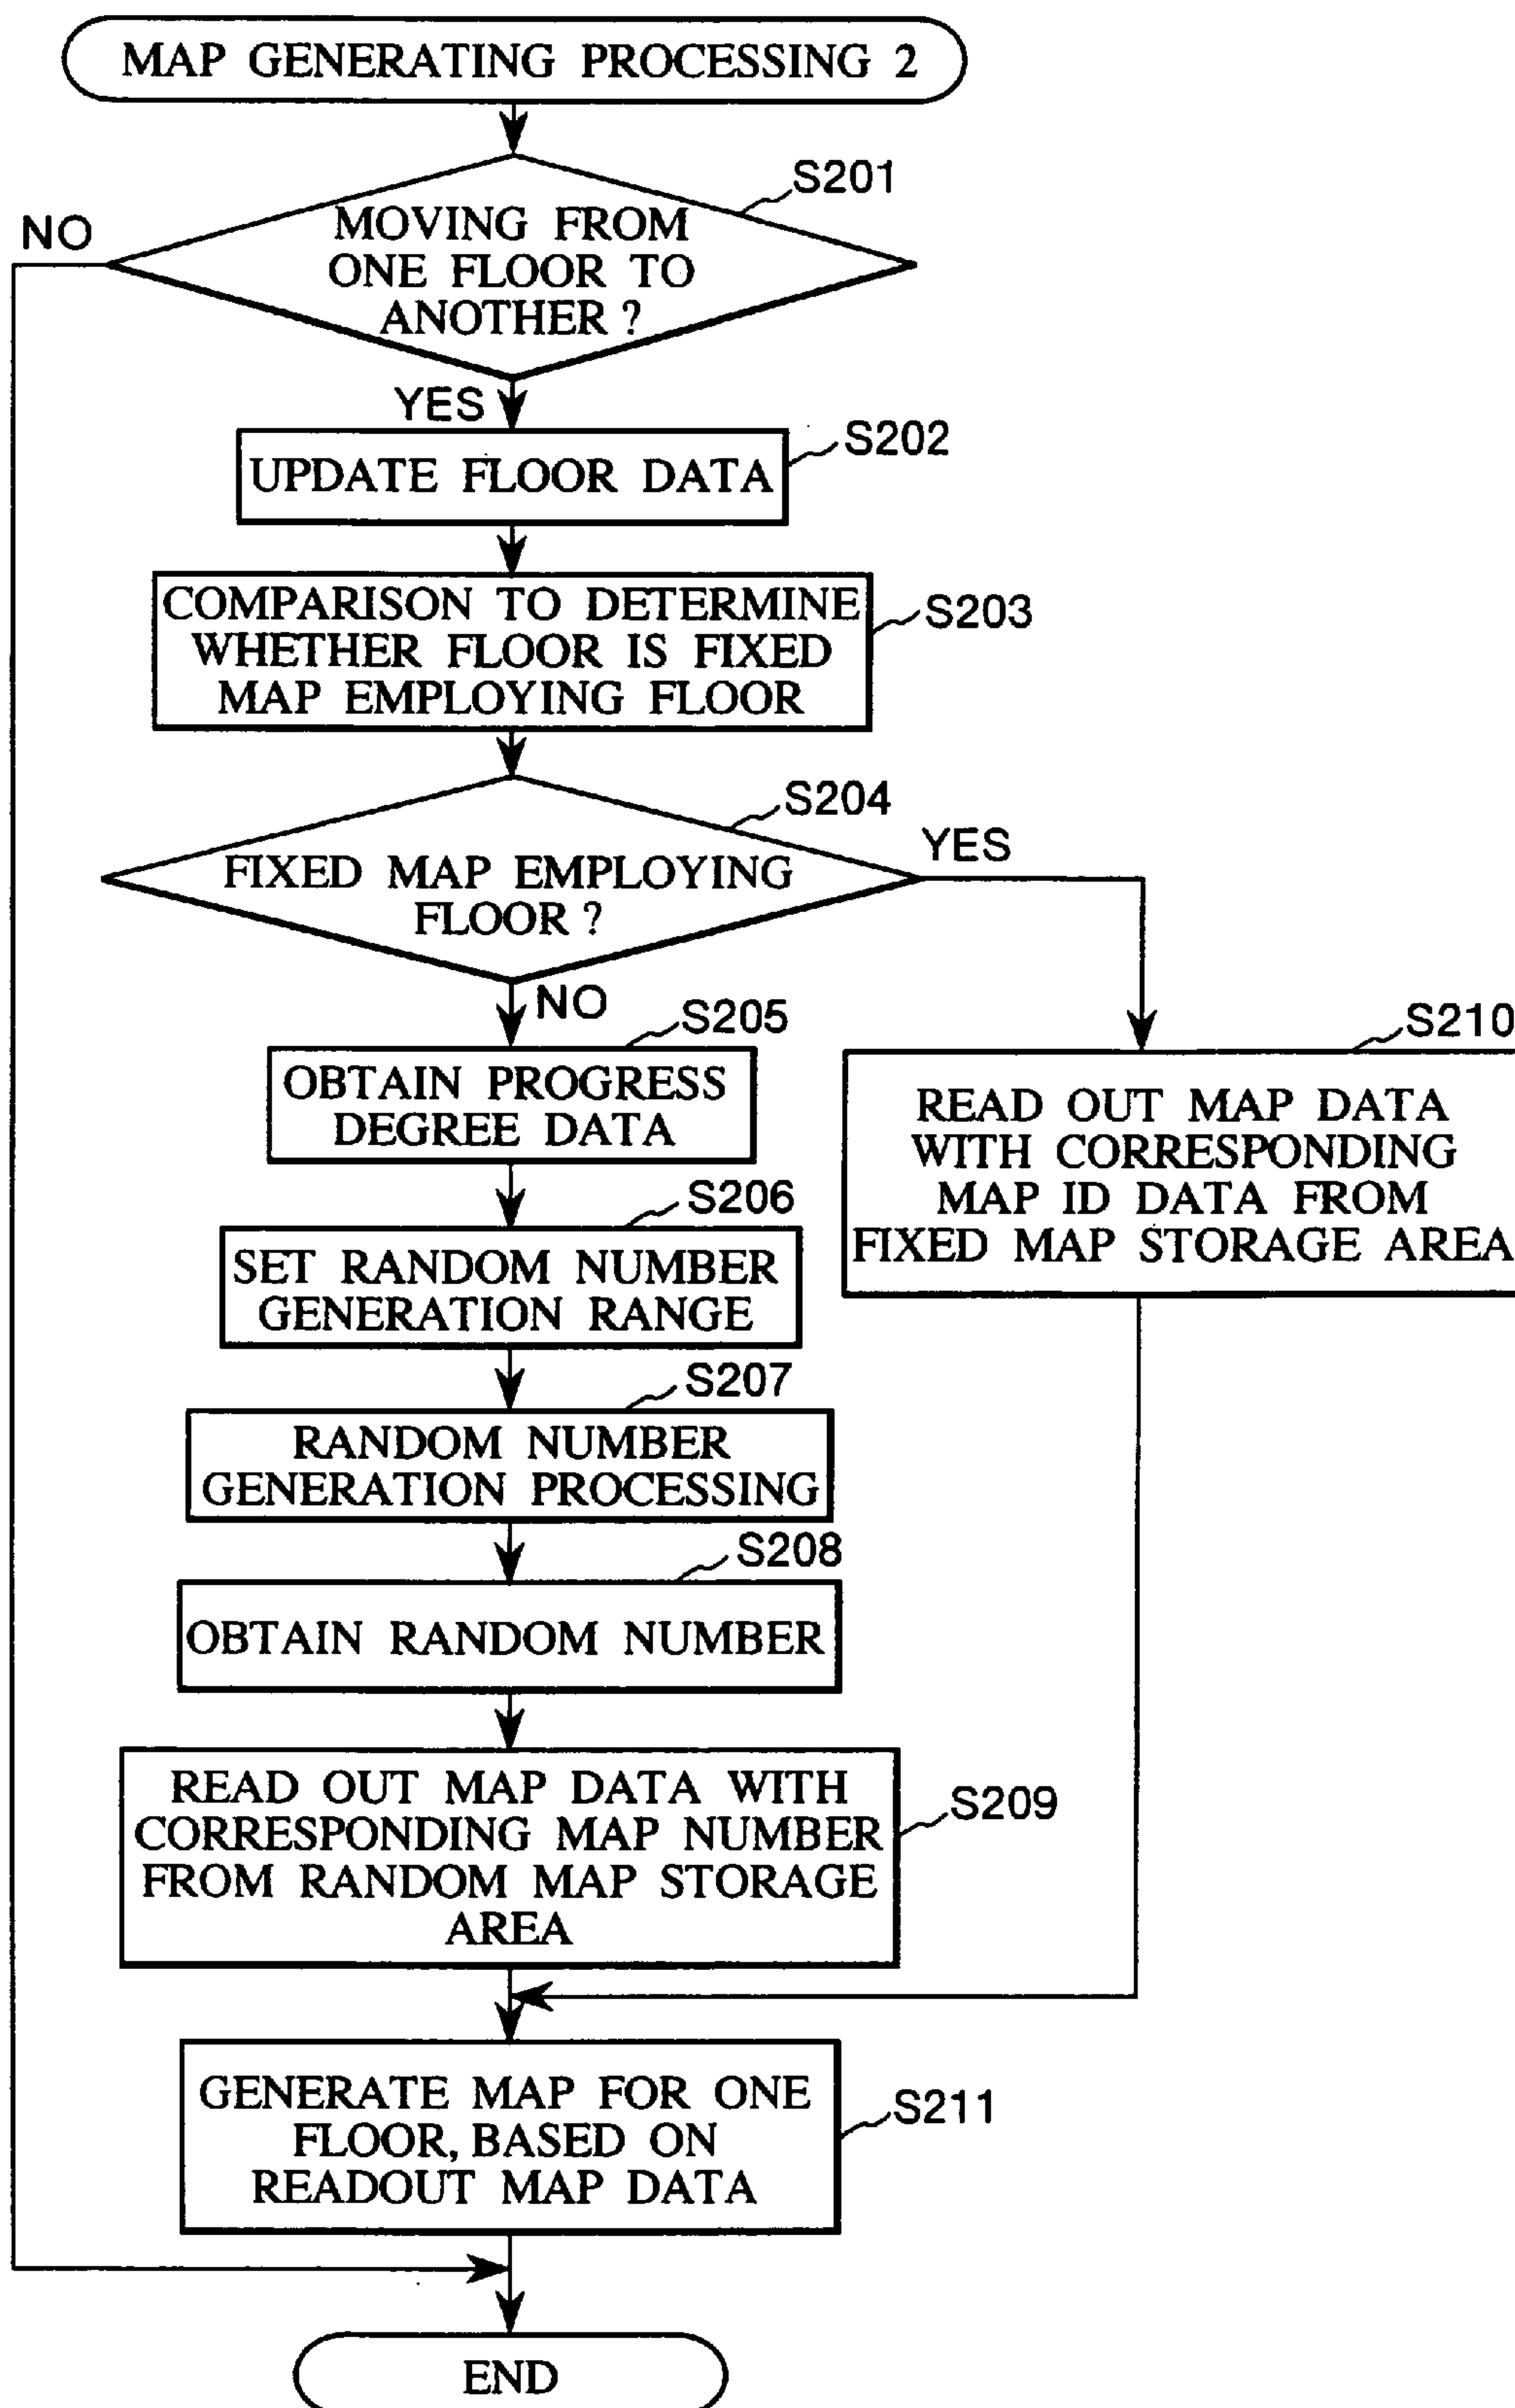 MAP GENERATING PROCESSING 2
S201
NO
MOVING FROM
ONE FLOOR TO
ANOTHER ?
YES
S202
UPDATE FLOOR DATA
S203
COMPARISON TO DETERMINE
WHETHER FLOOR IS FIXED
MAP EMPLOYING FLOOR
S204
YES
FIXED MAP EMPLOYING
FLOOR ?
NO
S205
OBTAIN PROGRESS
DEGREE DATA
S210
READ OUT MAP DATA
WITH CORRESPONDING
MAP ID DATA FROM
FIXED MAP STORAGE AREA
S206
SET RANDOM NUMBER
GENERATION RANGE
S207
RANDOM NUMBER
GENERATION PROCESSING
S208
OBTAIN RANDOM NUMBER
S209
READ OUT MAP DATA WITH
CORRESPONDING MAP NUMBER
FROM RANDOM MAP STORAGE
AREA
S211
GENERATE MAP FOR ONE
FLOOR, BASED ON
READOUT MAP DATA
END